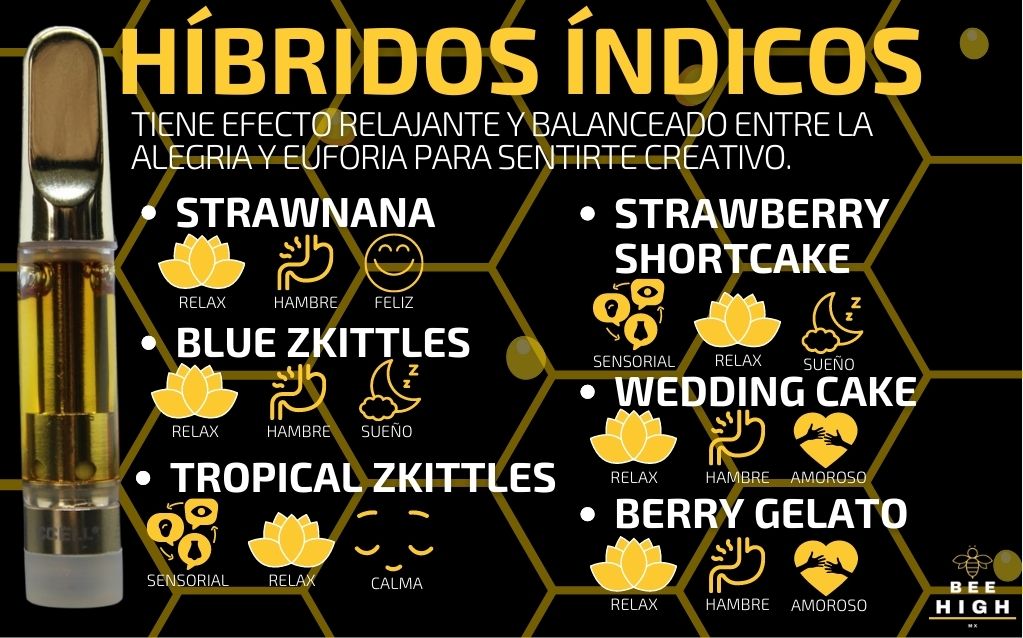 HÍBRIDOS ÍNDICOS
TIENE EFECTO RELAJANTE Y BALANCEADO ENTRE LA
ALEGRIA Y EUFORIA PARA SENTIRTE CREATIVO.
• STRAWNANA
RELAX HAMBRE FELIZ
• BLUE ZKITTLES
RELAX HAMBRE SUEÑO
• TROPICAL ZKITTLES
SENSORIAL RELAX CALMA
• STRAWBERRY
SHORTCAKE
SENSORIAL RELAX SUEÑO
• WEDDING CAKE
RELAX HAMBRE AMOROSO
• BERRY GELATO
RELAX HAMBRE AMOROSO
CCELL
BEE
HIGH
MX